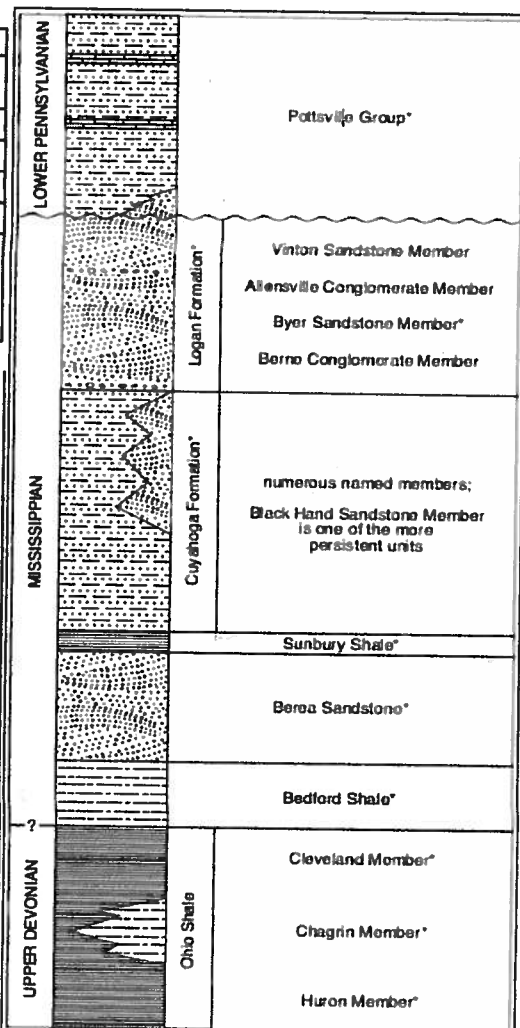 LOWER PENNSYLVANIAN
Pottsville Group*
MISSISSIPPIAN
Logan Formation*
Vinton Sandstone Member
Allensville Conglomerate Member
Byer Sandstone Member*
Berne Conglomerate Member
Cuyahoga Formation*
numerous named members;
Black Hand Sandstone Member
is one of the more
persistent units
Sunbury Shale*
Berea Sandstone*
Bedford Shale*
?
UPPER DEVONIAN
Ohio Shale
Cleveland Member*
Chagrin Member*
Huron Member*